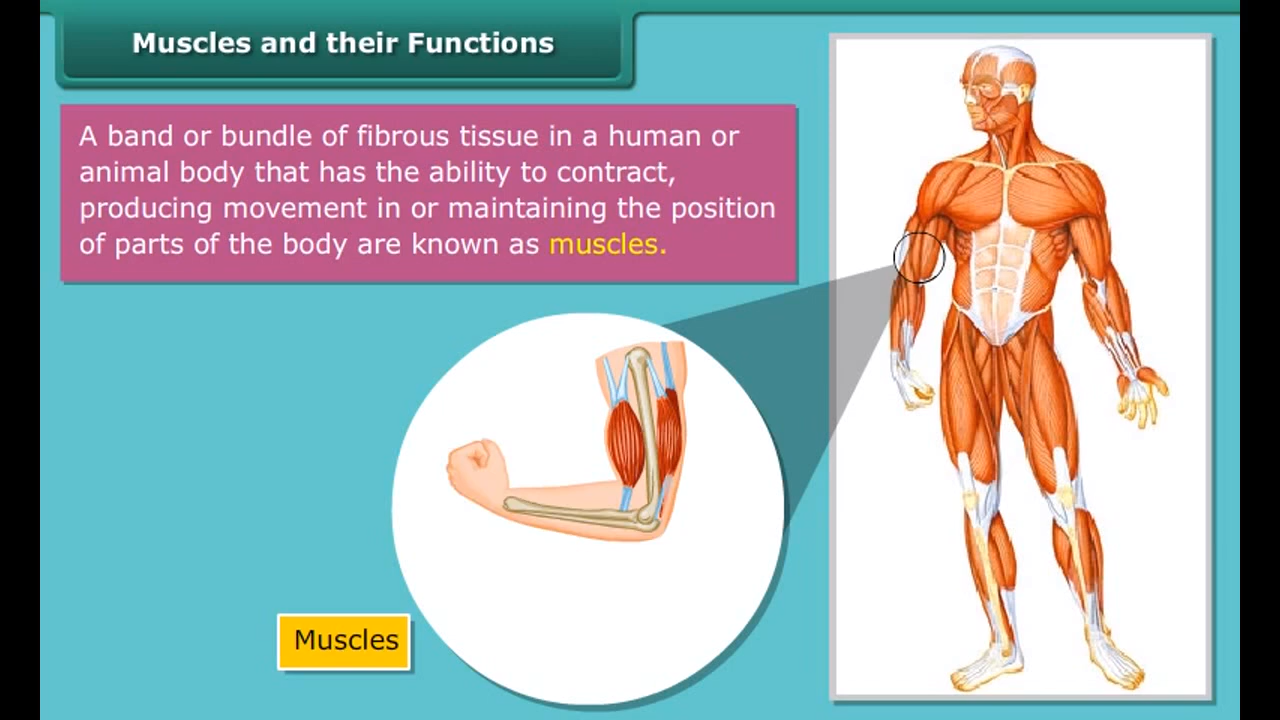 Muscles and their Functions
A band or bundle of fibrous tissue in a human or
animal body that has the ability to contract,
producing movement in or maintaining the position
of parts of the body are known as muscles.
Muscles